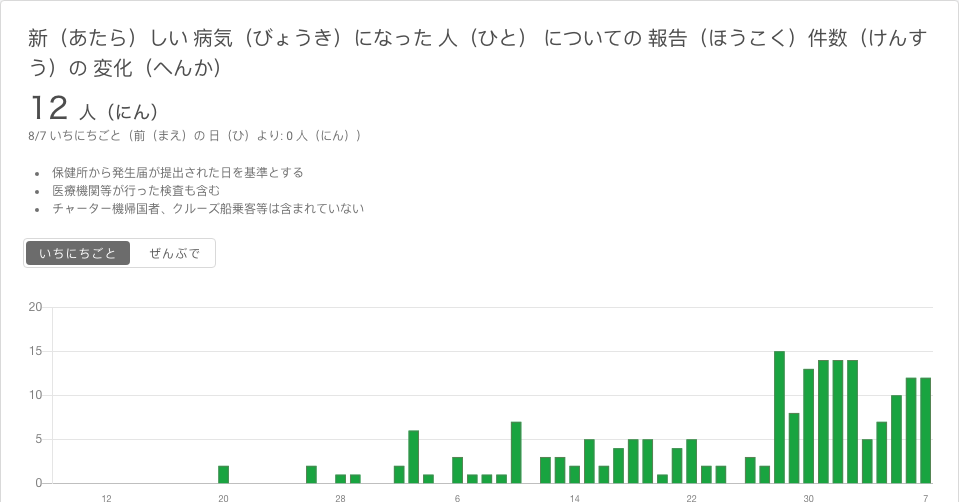 新（あたら）しい 病気（びょうき）になった 人（ひと） についての 報告（ほうこく）件数（けんす
う）の 変化（へんか）
12 人（にん）
8/7 いちにちごと（前（まえ）の 日（ひ）より: 0 人（にん））
保健所から発生届が提出された日を基準とする
医療機関等が行った検査も含む
チャーター機帰国者、クルーズ船乗客等は含まれていない
いちにちごと ぜんぶで
20
15
10
5
0
12 20 28 6 14 22 30 7